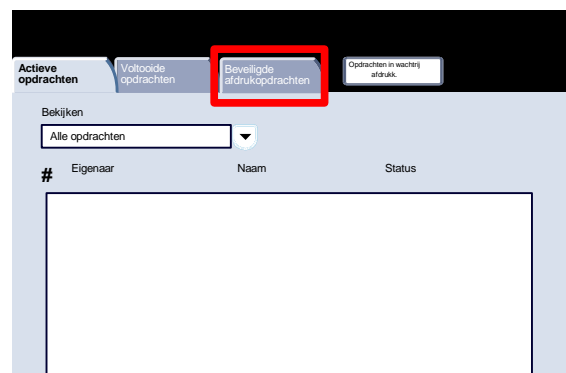 Actieve
opdrachten
Voltooide
opdrachten
Beveiligde
afdrukopdrachten
Opdrachten in wachtrij
afdrukk.
Bekijken
Alle opdrachten
# Eigenaar Naam Status